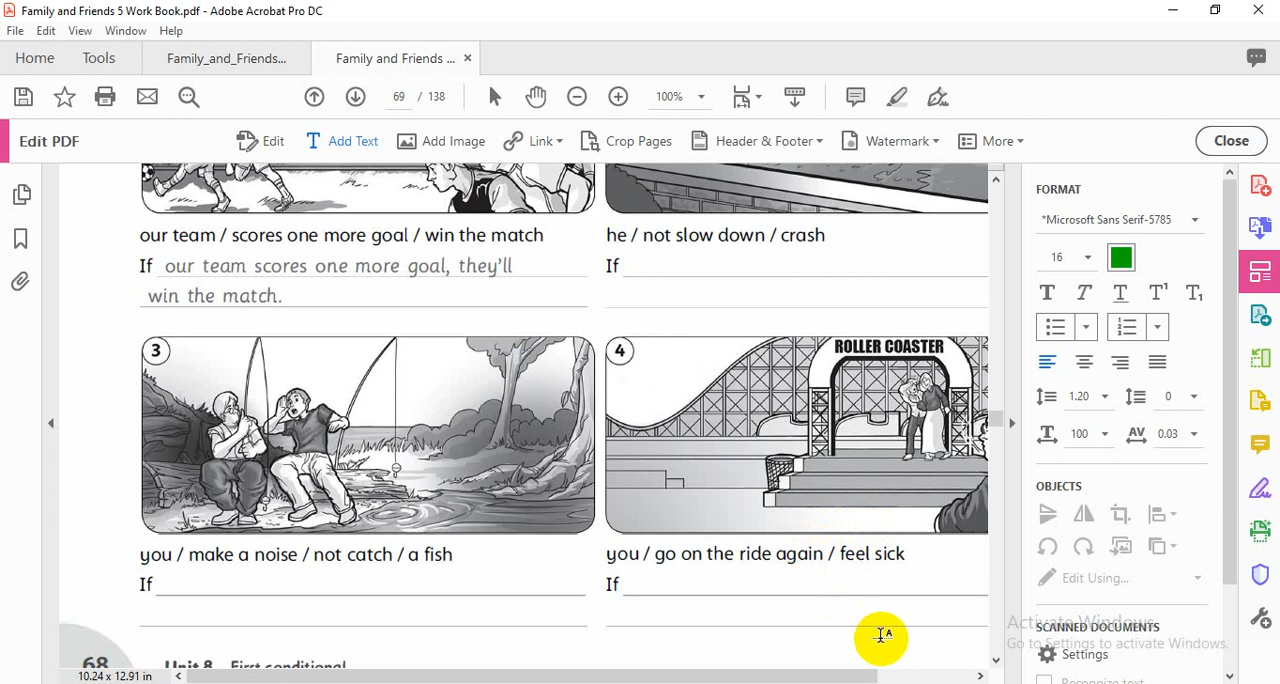 Family and Friends 5 Work Book.pdf - Adobe Acrobat Pro DC
File Edit View Window Help
Home Tools Family_and_Friends... Family and Friends ... ×
69 / 138 100%
Edit PDF Edit Add Text Add Image Link Crop Pages Header & Footer Watermark More Close
our team / scores one more goal / win the match
If our team scores one more goal, they'll
win the match.
he / not slow down / crash
If
3
you / make a noise / not catch / a fish
If
4
ROLLER COASTER
you / go on the ride again / feel sick
If
68 Unit 8 First conditional
10.24 x 12.91 in
FORMAT
*Microsoft Sans Serif-5785
16
1.20 0
100 AV 0.03
OBJECTS
Edit Using...
SCANNED DOCUMENTS
Settings
Recognize text
Activate Windows
Go to Settings to activate Windows.